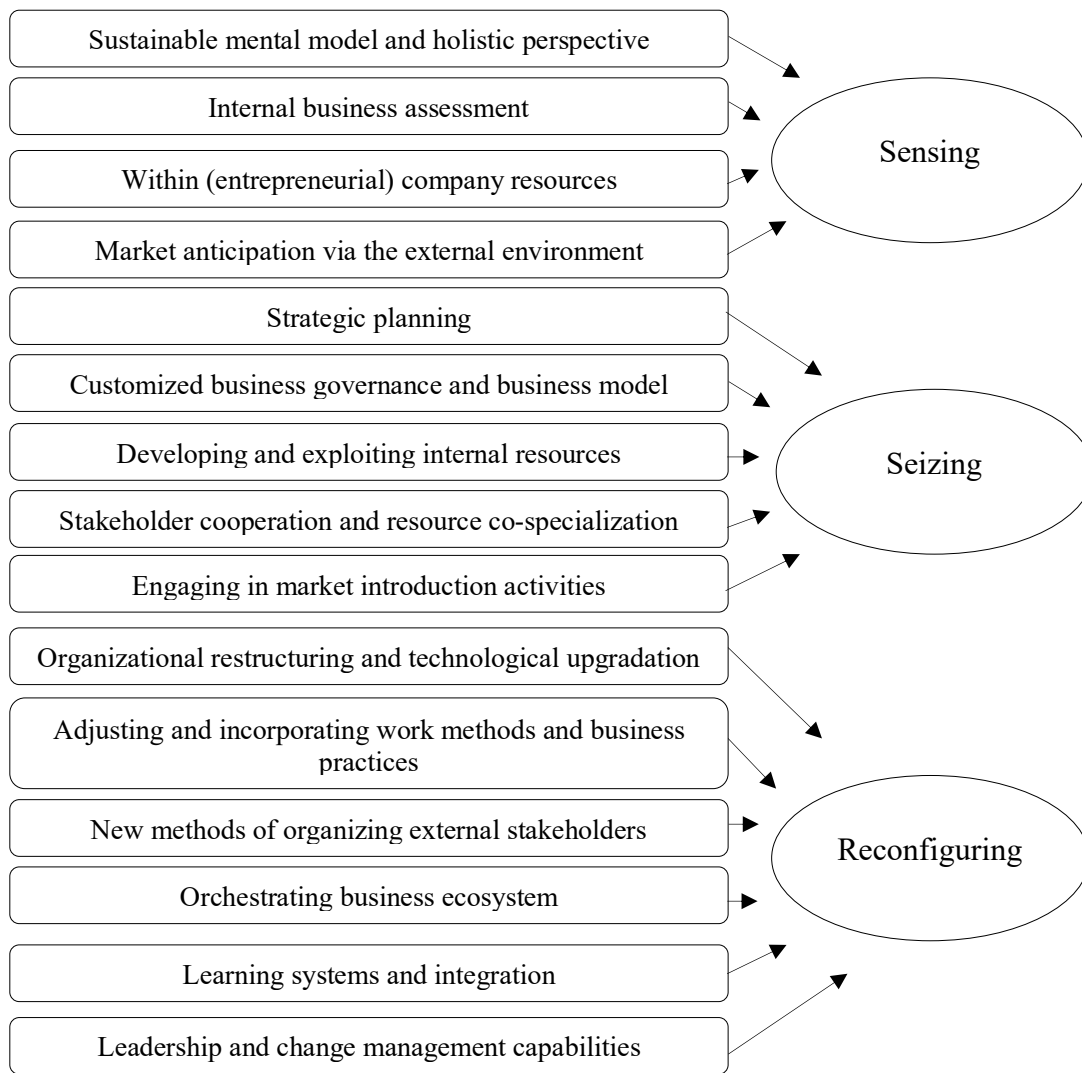 Sustainable mental model and holistic perspective
Internal business assessment
Within (entrepreneurial) company resources
Market anticipation via the external environment
Sensing
Strategic planning
Customized business governance and business model
Developing and exploiting internal resources
Stakeholder cooperation and resource co-specialization
Engaging in market introduction activities
Seizing
Organizational restructuring and technological upgradation
Adjusting and incorporating work methods and business
practices
New methods of organizing external stakeholders
Orchestrating business ecosystem
Learning systems and integration
Leadership and change management capabilities
Reconfiguring